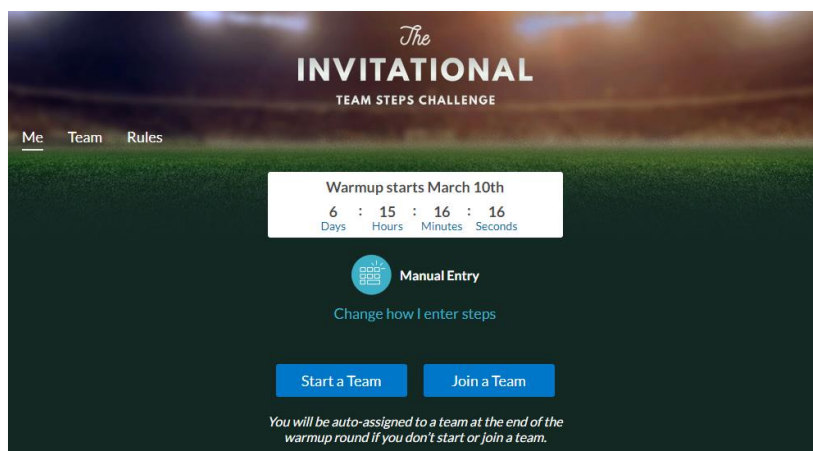 The
INVITATIONAL
TEAM STEPS CHALLENGE
Me Team Rules
Warmup starts March 10th
6 : 15 : 16 : 16
Days Hours Minutes Seconds
Manual Entry
Change how I enter steps
Start a Team Join a Team
You will be auto-assigned to a team at the end of the
warmup round if you don't start or join a team.